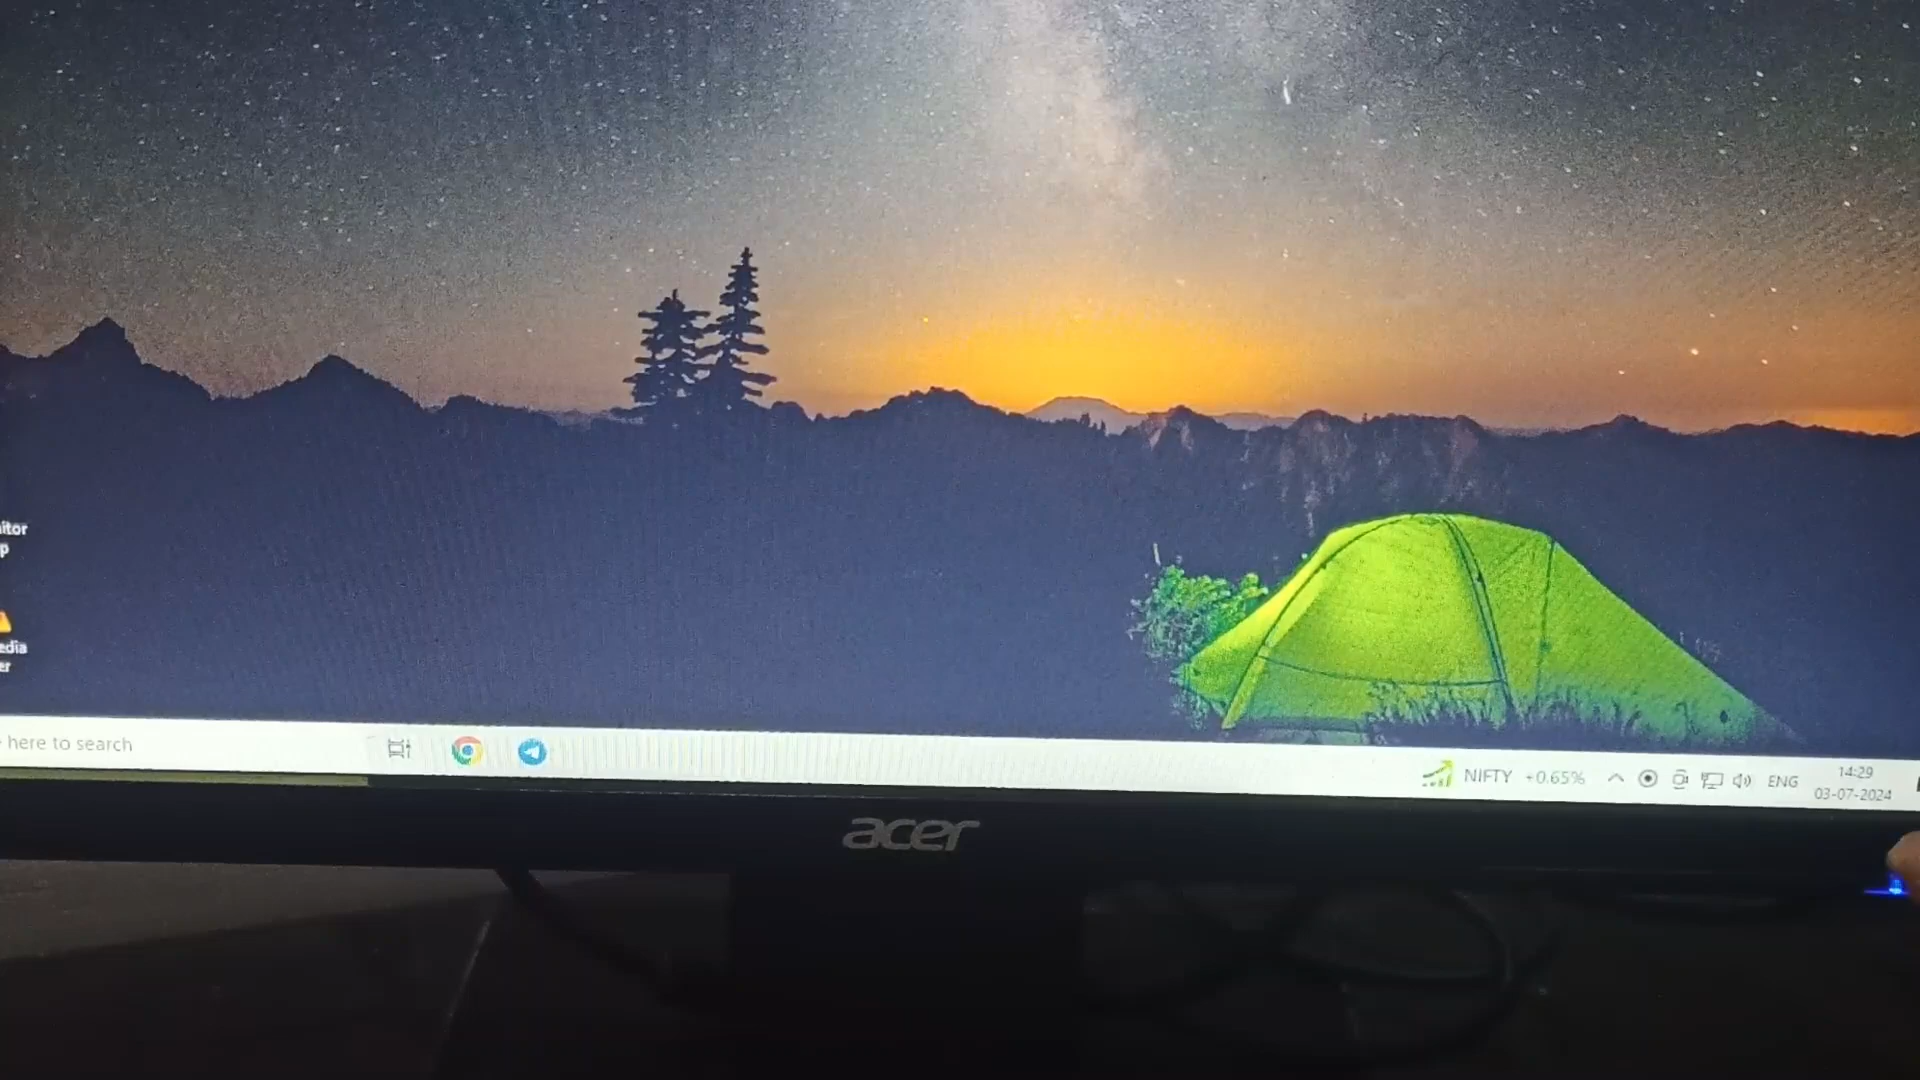 itor
p
edia
er
here to search
NIFTY +0.65%
ENG
14:29
03-07-2024
acer